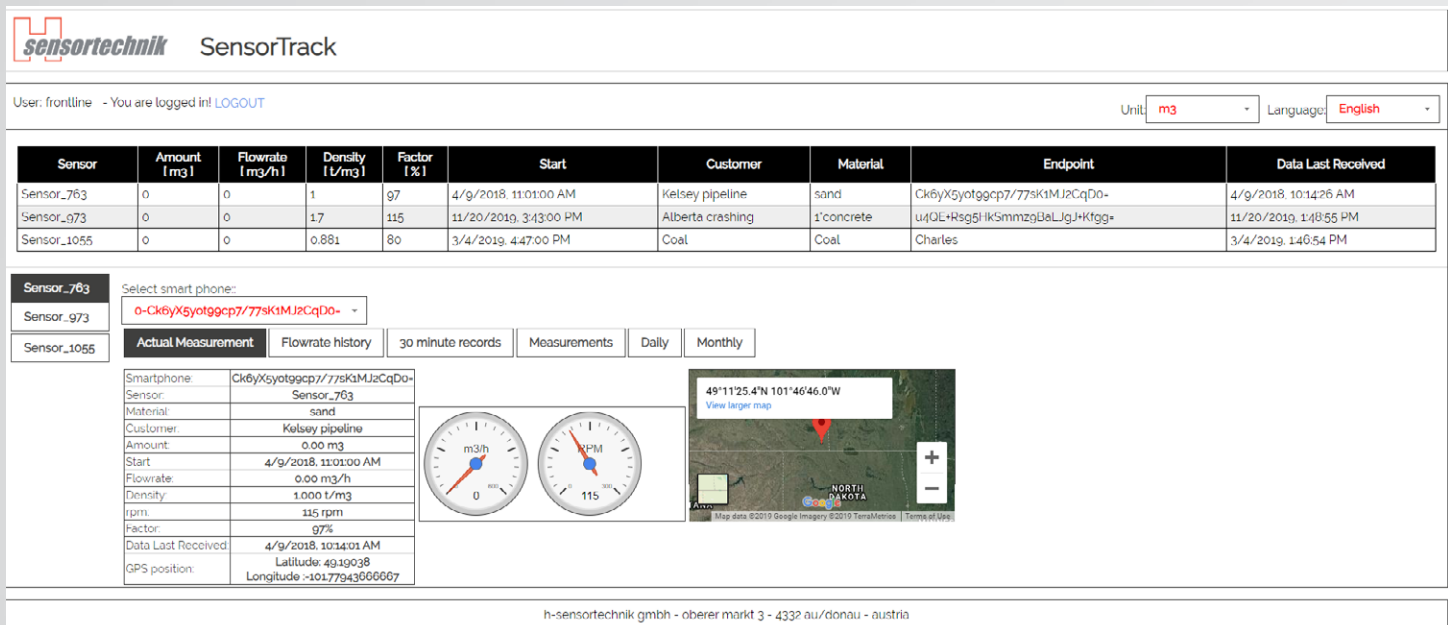 sensortechnik SensorTrack
User: frontline - You are logged in! LOGOUT
Unit: m3 Language: English
Sensor Amount [m3] Flowrate [m3/h] Density [t/m3] Factor [%] Start Customer Material Endpoint Data Last Received
Sensor_763 0 0 1 97 4/9/2018, 11:01:00 AM Kelsey pipeline sand Ck6yX5yot99cp7/77sK1MJ2CqD0= 4/9/2018, 10:14:26 AM
Sensor_973 0 0 1.7 115 11/20/2019, 3:43:00 PM Alberta crashing 1"concrete u4QE+Rsg5HkSmmz9BaLJgJ+Kfgg= 11/20/2019, 1:48:55 PM
Sensor_1055 0 0 0.881 80 3/4/2019, 4:47:00 PM Coal Coal Charles 3/4/2019, 1:46:54 PM
Sensor_763
Sensor_973
Sensor_1055
Select smart phone::
0-Ck6yX5yot99cp7/77sK1MJ2CqD0=
Actual Measurement Flowrate history 30 minute records Measurements Daily Monthly
Smartphone: Ck6yX5yot99cp7/77sK1MJ2CqD0=
Sensor: Sensor_763
Material: sand
Customer: Kelsey pipeline
Amount: 0.00 m3
Start 4/9/2018, 11:01:00 AM
Flowrate: 0.00 m3/h
Density: 1.000 t/m3
rpm: 115 rpm
Factor: 97%
Data Last Received: 4/9/2018, 10:14:01 AM
GPS position: Latitude: 49.19038
Longitude :-101.77943666667
m3/h
600
0
RPM
300
115
49°11'25.4"N 101°46'46.0"W
View larger map
+
−
NORTH
DAKOTA
Google
Map data ©2019 Google Imagery ©2019 TerraMetrics Terms of Use
h-sensortechnik gmbh - oberer markt 3 - 4332 au/donau - austria